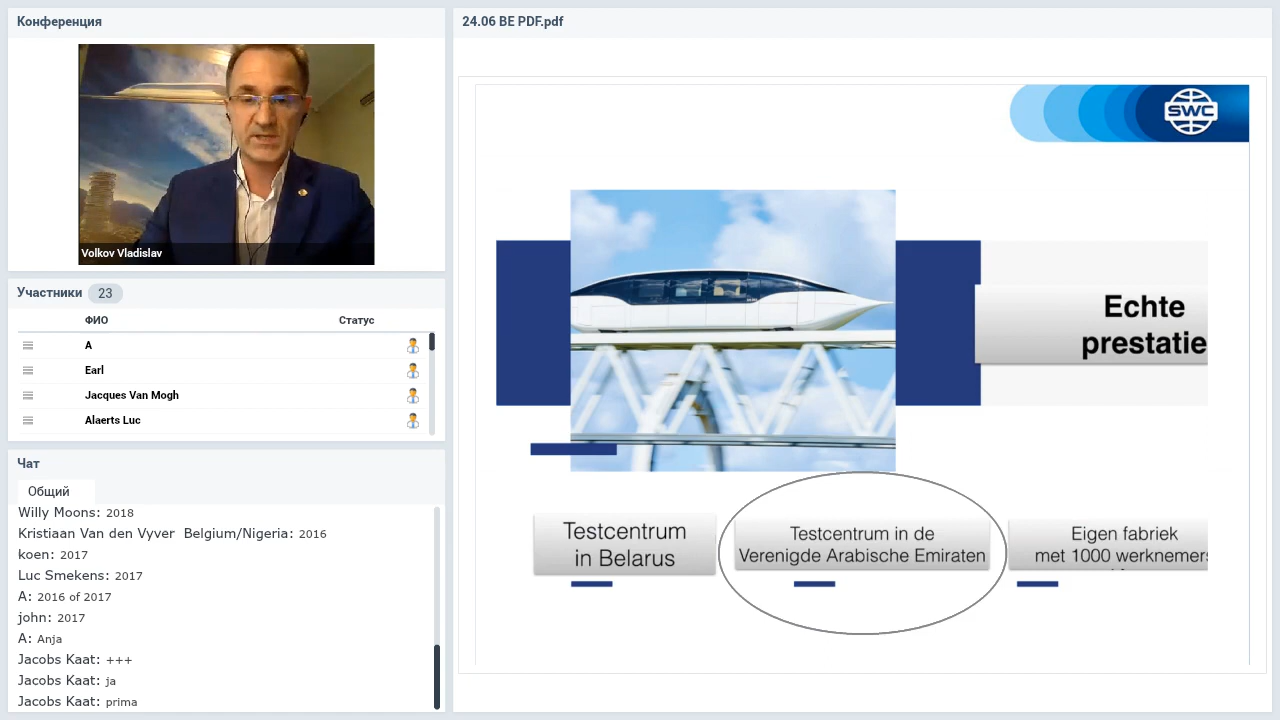 Конференция
Volkov Vladislav
Участники 23
ФИО Статус
A
Earl
Jacques Van Mogh
Alaerts Luc
Чат
Общий
Willy Moons: 2018
Kristiaan Van den Vyver Belgium/Nigeria: 2016
koen: 2017
Luc Smekens: 2017
A: 2016 of 2017
john: 2017
A: Anja
Jacobs Kaat: +++
Jacobs Kaat: ja
Jacobs Kaat: prima
24.06 BE PDF.pdf
SWC
Echte
prestatie
Testcentrum
in Belarus
Testcentrum in de
Verenigde Arabische Emiraten
Eigen fabriek
met 1000 werknemers